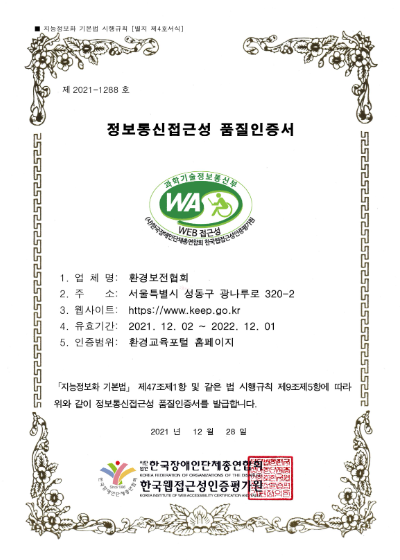 ■ 지능정보화 기본법 시행규칙 [별지 제4호서식]
제 2021-1288 호
정보통신접근성 품질인증서
과학기술정보통신부
WA
WEB 접근성
(사)한국장애인단체총연합회 한국웹접근성인증평가원
1. 업 체 명: 환경보전협회
2. 주 소: 서울특별시 성동구 광나루로 320-2
3. 웹사이트: https://www.keep.go.kr
4. 유효기간: 2021. 12. 02 ~ 2022. 12. 01
5. 인증범위: 환경교육포털 홈페이지
「지능정보화 기본법」 제47조제1항 및 같은 법 시행규칙 제9조제5항에 따라
위와 같이 정보통신접근성 품질인증서를 발급합니다.
2021 년 12 월 28 일
한국장애인단체총연합회
KOREA FEDERATION OF ORGANIZATIONS OF THE
한국웹접근성인증평가원
KOREA INSTITUTE OF WEB ACCESSIBILITY CERTIFICATION AND